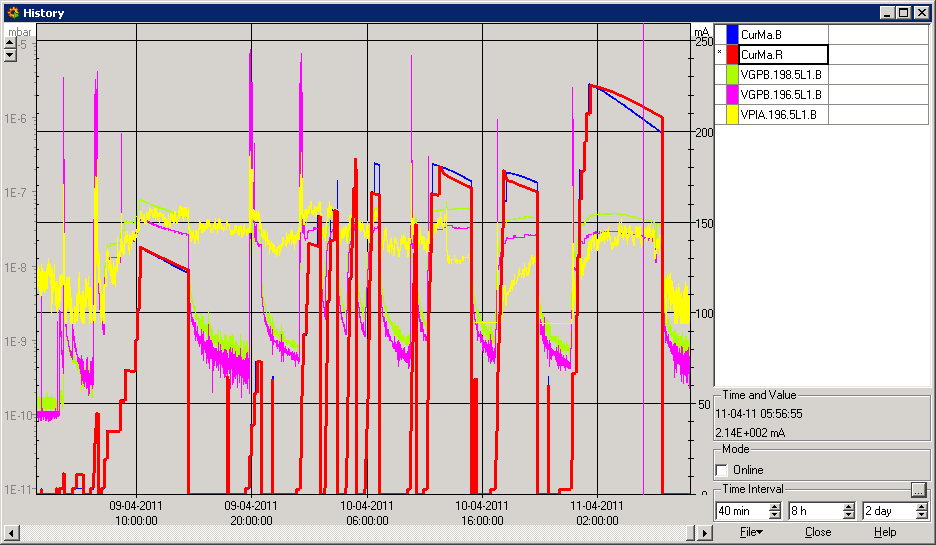 History
mbar
mA
E-5
1E-6
1E-7
1E-8
1E-9
1E-10
1E-11
250
200
150
100
50
0
09-04-2011
10:00:00
09-04-2011
20:00:00
10-04-2011
06:00:00
10-04-2011
16:00:00
11-04-2011
02:00:00
CurMa.B
* CurMa.R
VGPB.198.5L1.B
VGPB.196.5L1.B
VPIA.196.5L1.B
Time and Value
11-04-11 05:56:55
2.14E+002 mA
Mode
Online
Time Interval
...
40 min
8 h
2 day
File
Close
Help